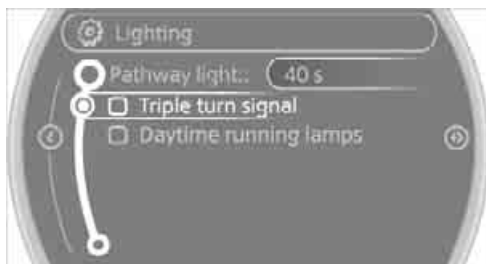 Lighting
Pathway light.: 40 s
Triple turn signal
Daytime running lamps